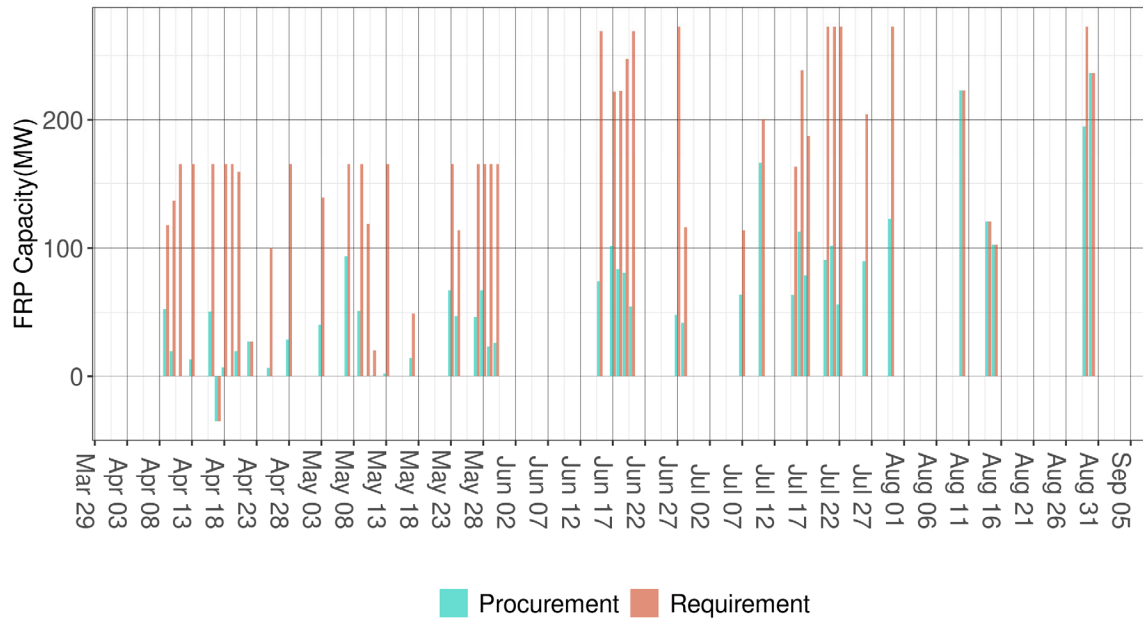 FRP Capacity(MW)
200
100
0
Mar 29
Apr 03
Apr 08
Apr 13
Apr 18
Apr 23
Apr 28
May 03
May 08
May 13
May 18
May 23
May 28
Jun 02
Jun 07
Jun 12
Jun 17
Jun 22
Jun 27
Jul 02
Jul 07
Jul 12
Jul 17
Jul 22
Jul 27
Aug 01
Aug 06
Aug 11
Aug 16
Aug 21
Aug 26
Aug 31
Sep 05
Procurement Requirement